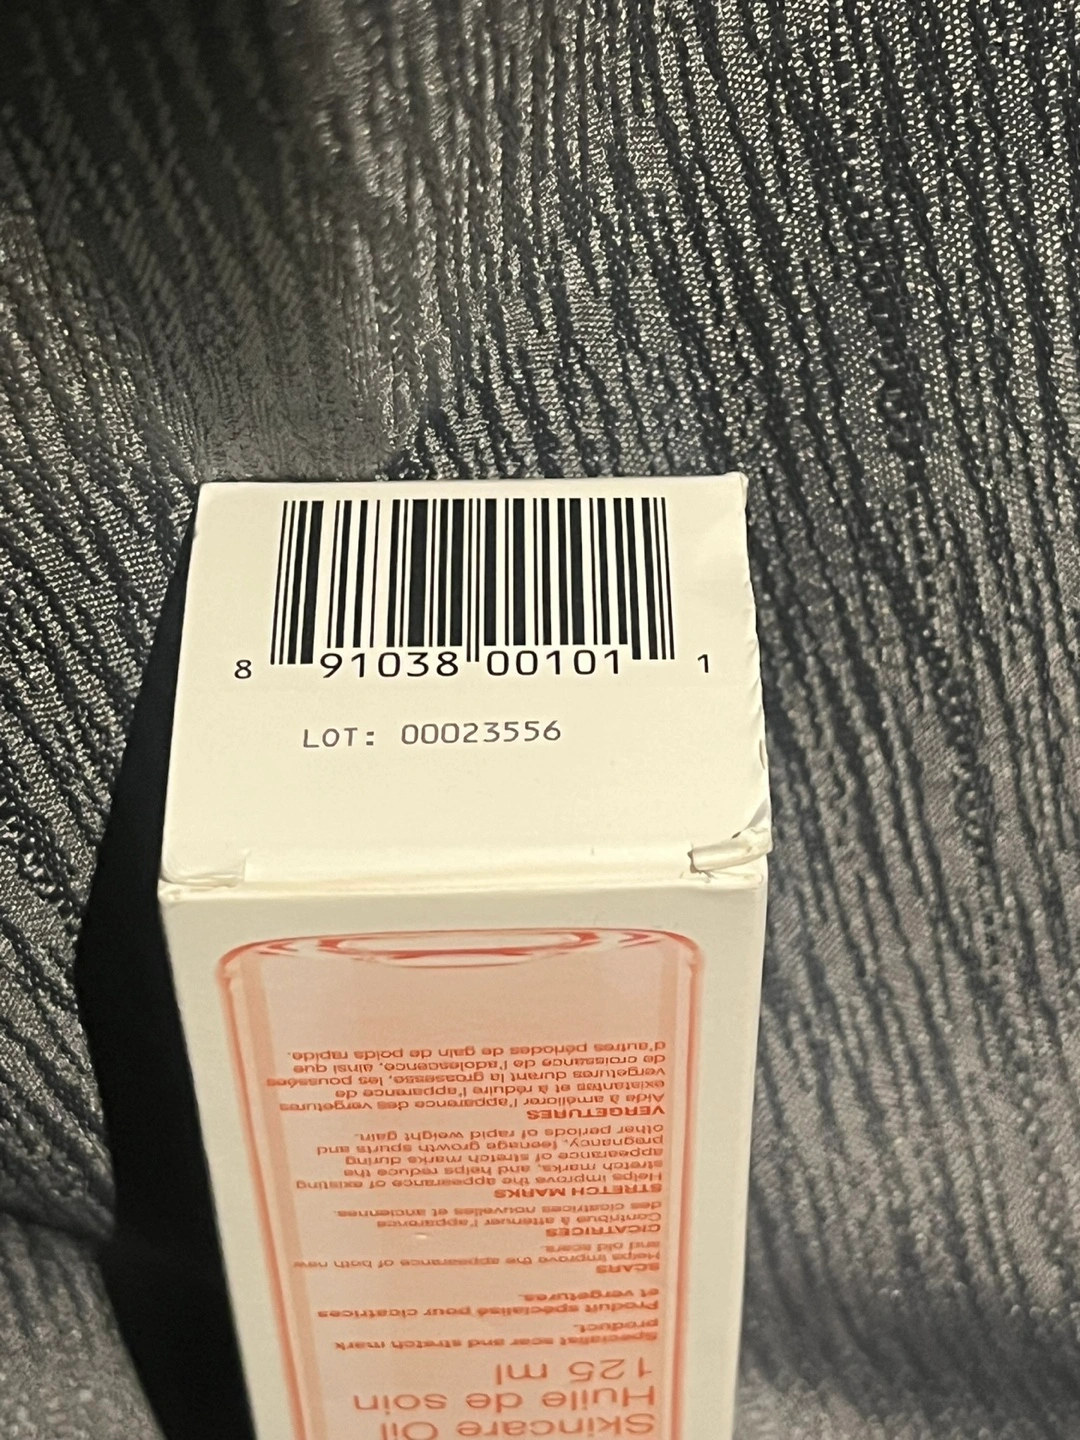 8 91038 00101 1
LOT: 00023556
Skincare Oil
Huile de soin
125 ml
Specialist scar and stretch mark
product.
Produit spécialisé pour cicatrices
et vergetures.
SCARS
Helps improve the appearance of both new
and old scars.
CICATRICES
Contribue à atténuer l'apparence
des cicatrices nouvelles et anciennes.
STRETCH MARKS
Helps improve the appearance of existing
stretch marks, and helps reduce the
appearance of stretch marks during
pregnancy, teenage growth spurts and
other periods of rapid weight gain.
VERGETURES
Aide à améliorer l'apparence des vergetures
existantes et à réduire l'apparence de
vergetures durant la grossesse, les poussées
de croissance de l'adolescence, ainsi que
d'autres périodes de gain de poids rapide.